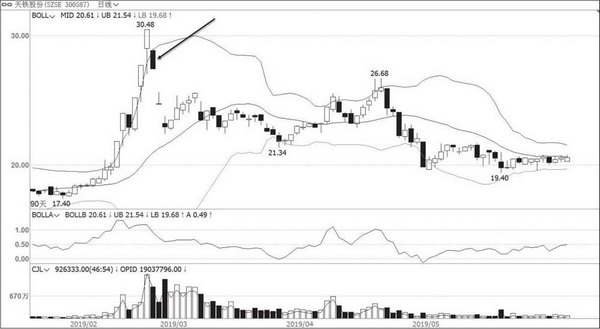 天铁股份(SZSE 300587) 日线
BOLL MID 20.61↓ UB 21.54↓ LB 19.68↑
30.48
30.00
26.68
21.34
20.00
19.40
90天 17.40
BOLLA BOLLB 20.61↓ UB 21.54↓ LB 19.68↑ A 0.49↑
1.00
0.50
0.00
CJL 926333.00(46:54)↓ OPID 19037796.00↓
670万
2019/02 2019/03 2019/04 2019/05